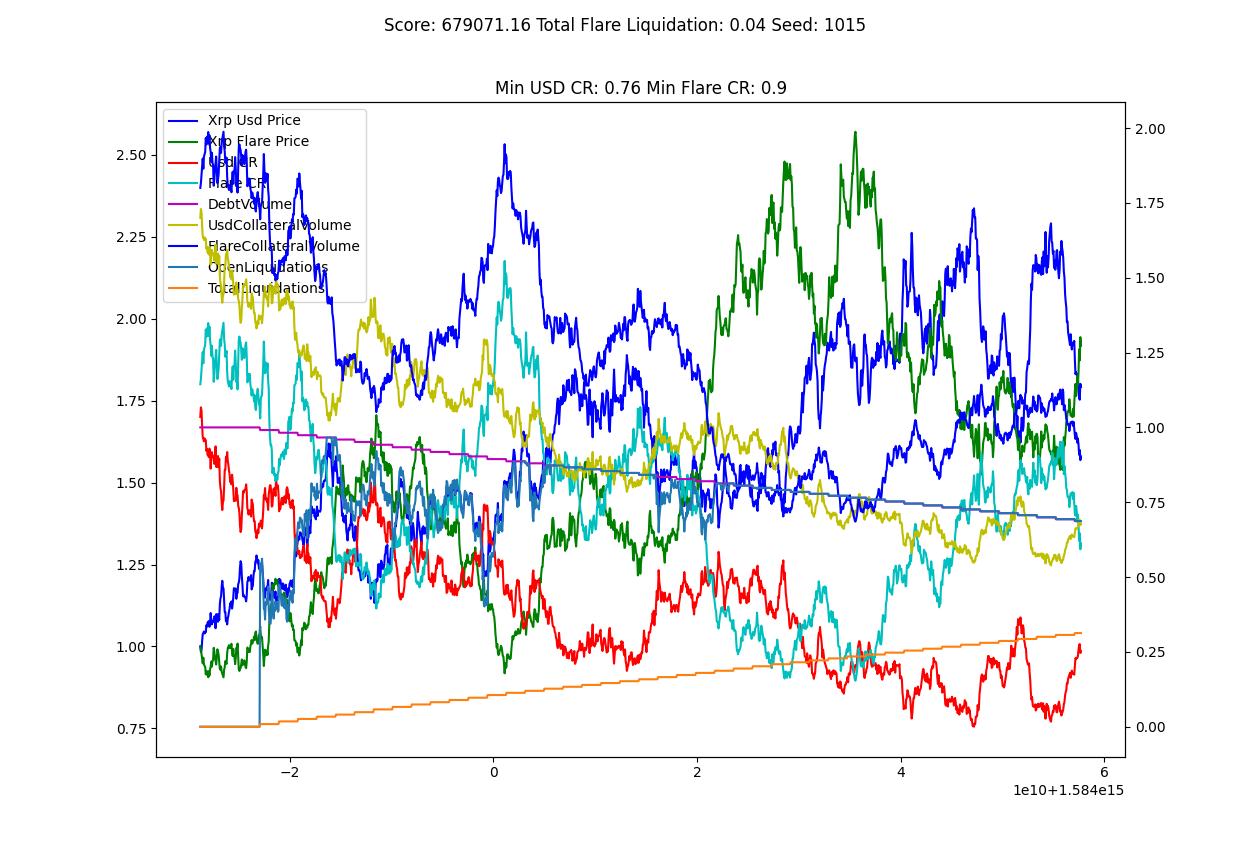 Score: 679071.16 Total Flare Liquidation: 0.04 Seed: 1015
Min USD CR: 0.76 Min Flare CR: 0.9
Xrp Usd Price
Xrp Flare Price
Usd CR
Flare CR
DebtVolume
UsdCollateralVolume
FlareCollateralVolume
OpenLiquidations
TotalLiquidations
2.50
2.25
2.00
1.75
1.50
1.25
1.00
0.75
2.00
1.75
1.50
1.25
1.00
0.75
0.50
0.25
0.00
−2 0 2 4 6
1e10+1.584e15